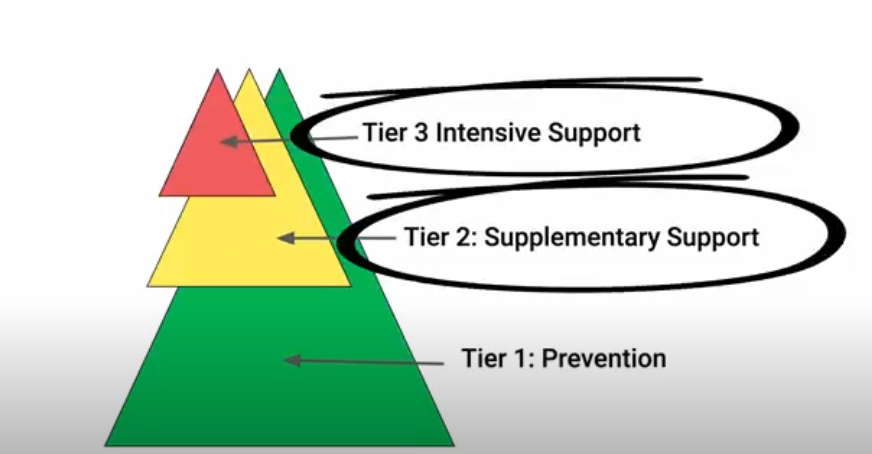 Tier 3 Intensive Support
Tier 2: Supplementary Support
Tier 1: Prevention